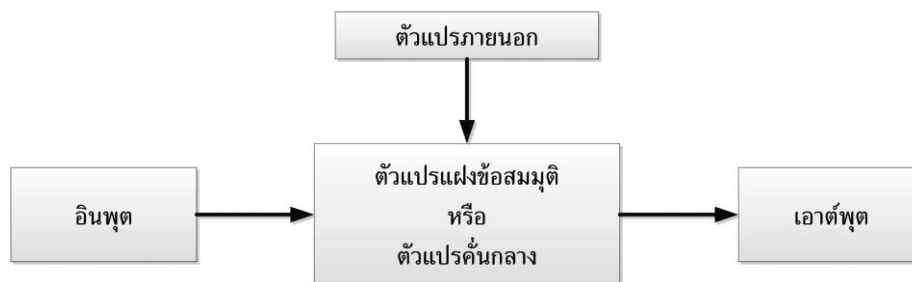 ตัวแปรภายนอก
อินพุต
ตัวแปรแฝงข้อสมมุติ
หรือ
ตัวแปรคั่นกลาง
เอาต์พุต